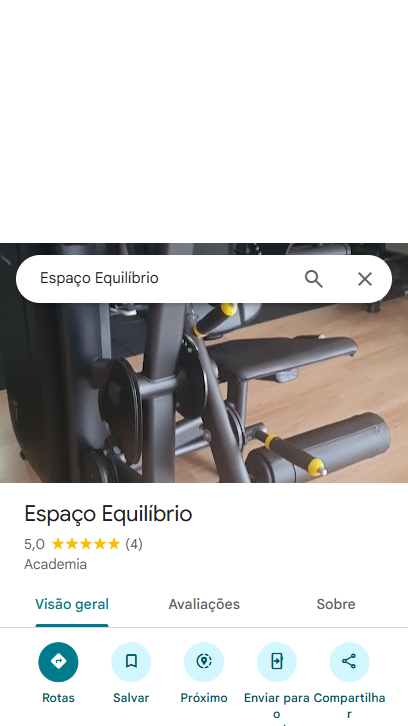 Espaço Equilíbrio
Espaço Equilíbrio
5,0 (4)
Academia
Visão geral Avaliações Sobre
Rotas Salvar Próximo Enviar para o Compartilhar